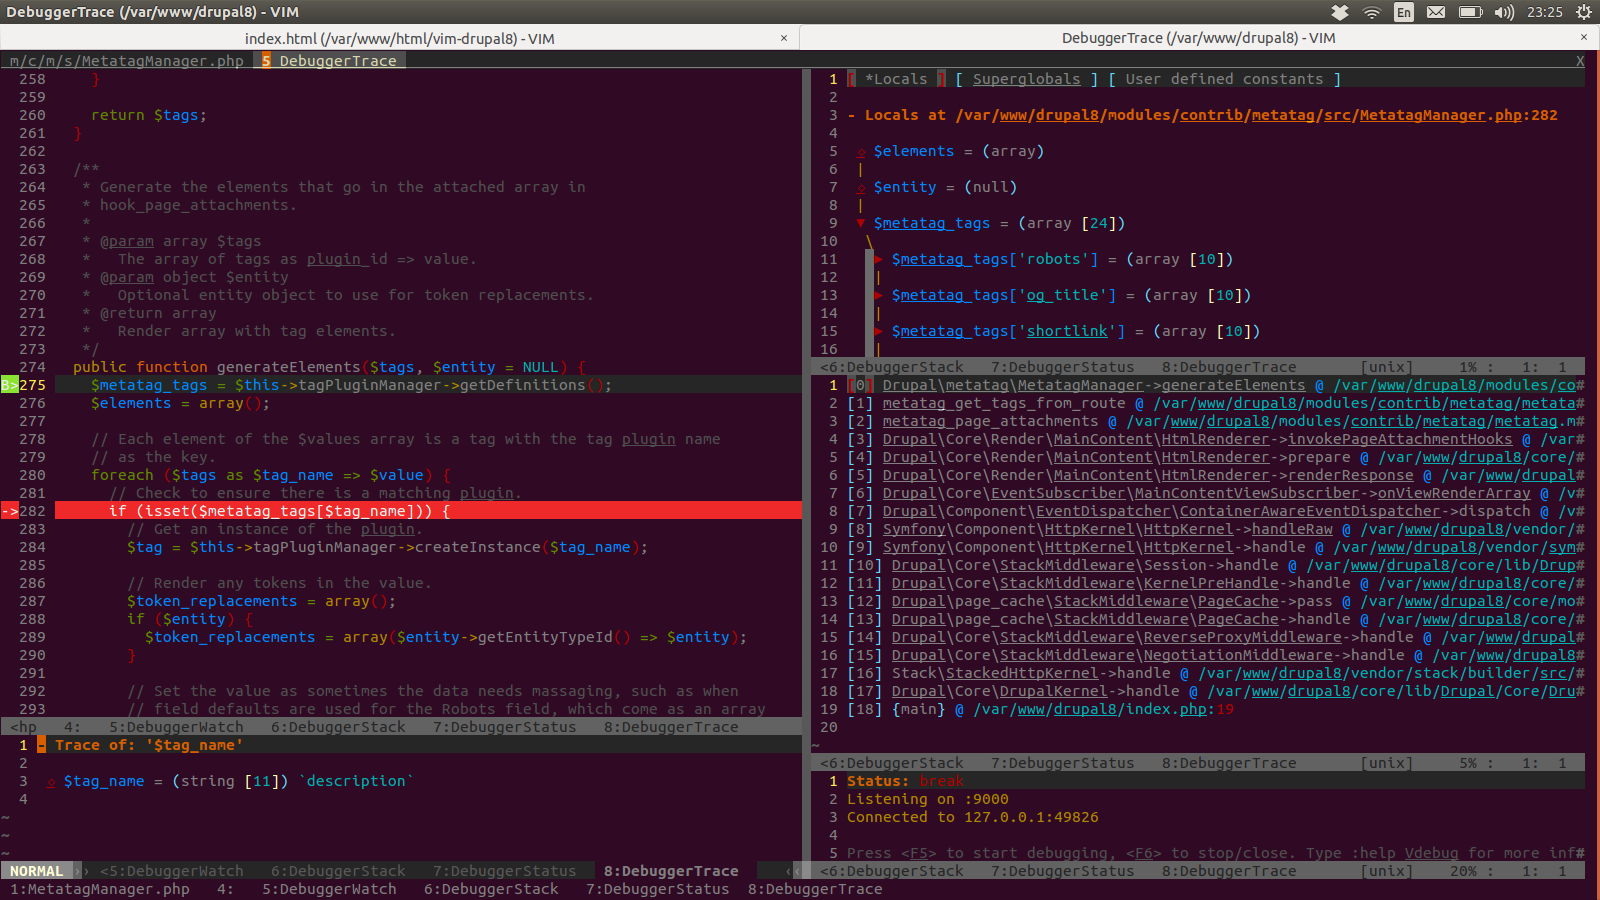 DebuggerTrace (/var/www/drupal8) - VIM
En
23:25
index.html (/var/www/html/vim-drupal8) - VIM ×
DebuggerTrace (/var/www/drupal8) - VIM ×
m/c/m/s/MetatagManager.php 5 DebuggerTrace X
258 }
259
260 return $tags;
261 }
262
263 /**
264 * Generate the elements that go in the attached array in
265 * hook_page_attachments.
266 *
267 * @param array $tags
268 * The array of tags as plugin_id => value.
269 * @param object $entity
270 * Optional entity object to use for token replacements.
271 * @return array
272 * Render array with tag elements.
273 */
274 public function generateElements($tags, $entity = NULL) {
B>275 $metatag_tags = $this->tagPluginManager->getDefinitions();
276 $elements = array();
277
278 // Each element of the $values array is a tag with the tag plugin name
279 // as the key.
280 foreach ($tags as $tag_name => $value) {
281 // Check to ensure there is a matching plugin.
->282 if (isset($metatag_tags[$tag_name])) {
283 // Get an instance of the plugin.
284 $tag = $this->tagPluginManager->createInstance($tag_name);
285
286 // Render any tokens in the value.
287 $token_replacements = array();
288 if ($entity) {
289 $token_replacements = array($entity->getEntityTypeId() => $entity);
290 }
291
292 // Set the value as sometimes the data needs massaging, such as when
293 // field defaults are used for the Robots field, which come as an array
<hp 4: 5:DebuggerWatch 6:DebuggerStack 7:DebuggerStatus 8:DebuggerTrace
1 - Trace of: '$tag_name'
2
3 ◇ $tag_name = (string [11]) `description`
4
~
~
~
NORMAL <5:DebuggerWatch 6:DebuggerStack 7:DebuggerStatus 8:DebuggerTrace
1 [ *Locals ] [ Superglobals ] [ User defined constants ]
2
3 - Locals at /var/www/drupal8/modules/contrib/metatag/src/MetatagManager.php:282
4
5 ◇ $elements = (array)
6 |
7 ◇ $entity = (null)
8 |
9 ▼ $metatag_tags = (array [24])
10 \
11 ▶ $metatag_tags['robots'] = (array [10])
12 |
13 ▶ $metatag_tags['og_title'] = (array [10])
14 |
15 ▶ $metatag_tags['shortlink'] = (array [10])
16 |
<6:DebuggerStack 7:DebuggerStatus 8:DebuggerTrace [unix] 1% : 1: 1
1 [0] Drupal\metatag\MetatagManager->generateElements @ /var/www/drupal8/modules/co#
2 [1] metatag_get_tags_from_route @ /var/www/drupal8/modules/contrib/metatag/metata#
3 [2] metatag_page_attachments @ /var/www/drupal8/modules/contrib/metatag/metatag.m#
4 [3] Drupal\Core\Render\MainContent\HtmlRenderer->invokePageAttachmentHooks @ /var#
5 [4] Drupal\Core\Render\MainContent\HtmlRenderer->prepare @ /var/www/drupal8/core/#
6 [5] Drupal\Core\Render\MainContent\HtmlRenderer->renderResponse @ /var/www/drupal#
7 [6] Drupal\Core\EventSubscriber\MainContentViewSubscriber->onViewRenderArray @ /v#
8 [7] Drupal\Component\EventDispatcher\ContainerAwareEventDispatcher->dispatch @ /v#
9 [8] Symfony\Component\HttpKernel\HttpKernel->handleRaw @ /var/www/drupal8/vendor/#
10 [9] Symfony\Component\HttpKernel\HttpKernel->handle @ /var/www/drupal8/vendor/sym#
11 [10] Drupal\Core\StackMiddleware\Session->handle @ /var/www/drupal8/core/lib/Drup#
12 [11] Drupal\Core\StackMiddleware\KernelPreHandle->handle @ /var/www/drupal8/core/#
13 [12] Drupal\page_cache\StackMiddleware\PageCache->pass @ /var/www/drupal8/core/mo#
14 [13] Drupal\page_cache\StackMiddleware\PageCache->handle @ /var/www/drupal8/core/#
15 [14] Drupal\Core\StackMiddleware\ReverseProxyMiddleware->handle @ /var/www/drupal#
16 [15] Drupal\Core\StackMiddleware\NegotiationMiddleware->handle @ /var/www/drupal8#
17 [16] Stack\StackedHttpKernel->handle @ /var/www/drupal8/vendor/stack/builder/src/#
18 [17] Drupal\Core\DrupalKernel->handle @ /var/www/drupal8/core/lib/Drupal/Core/Dru#
19 [18] {main} @ /var/www/drupal8/index.php:19
20
~
<6:DebuggerStack 7:DebuggerStatus 8:DebuggerTrace [unix] 5% : 1: 1
1 Status: break
2 Listening on :9000
3 Connected to 127.0.0.1:49826
4
5 Press <F5> to start debugging, <F6> to stop/close. Type :help Vdebug for more inf#
<6:DebuggerStack 7:DebuggerStatus 8:DebuggerTrace [unix] 20% : 1: 1
1:MetatagManager.php 4: 5:DebuggerWatch 6:DebuggerStack 7:DebuggerStatus 8:DebuggerTrace